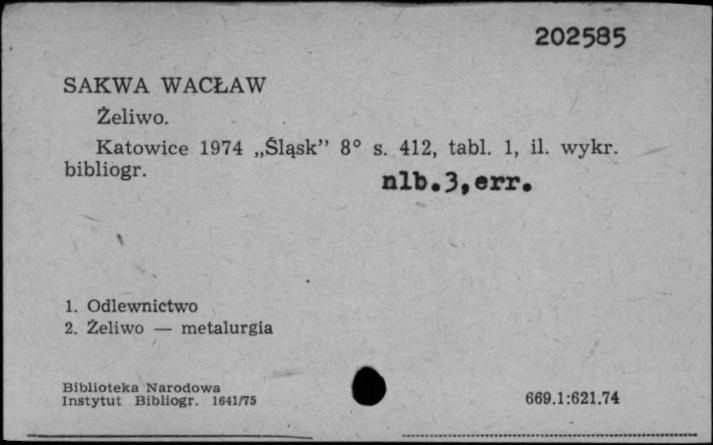 202585
SAKWA WACŁAW
Żeliwo.
Katowice 1974 „Śląsk” 8° s. 412, tabl. 1, il. wykr.
bibliogr.
nlb.3,err.
1. Odlewnictwo
2. Żeliwo — metalurgia
Biblioteka Narodowa
Instytut Bibliogr. 1641/75
669.1:621.74